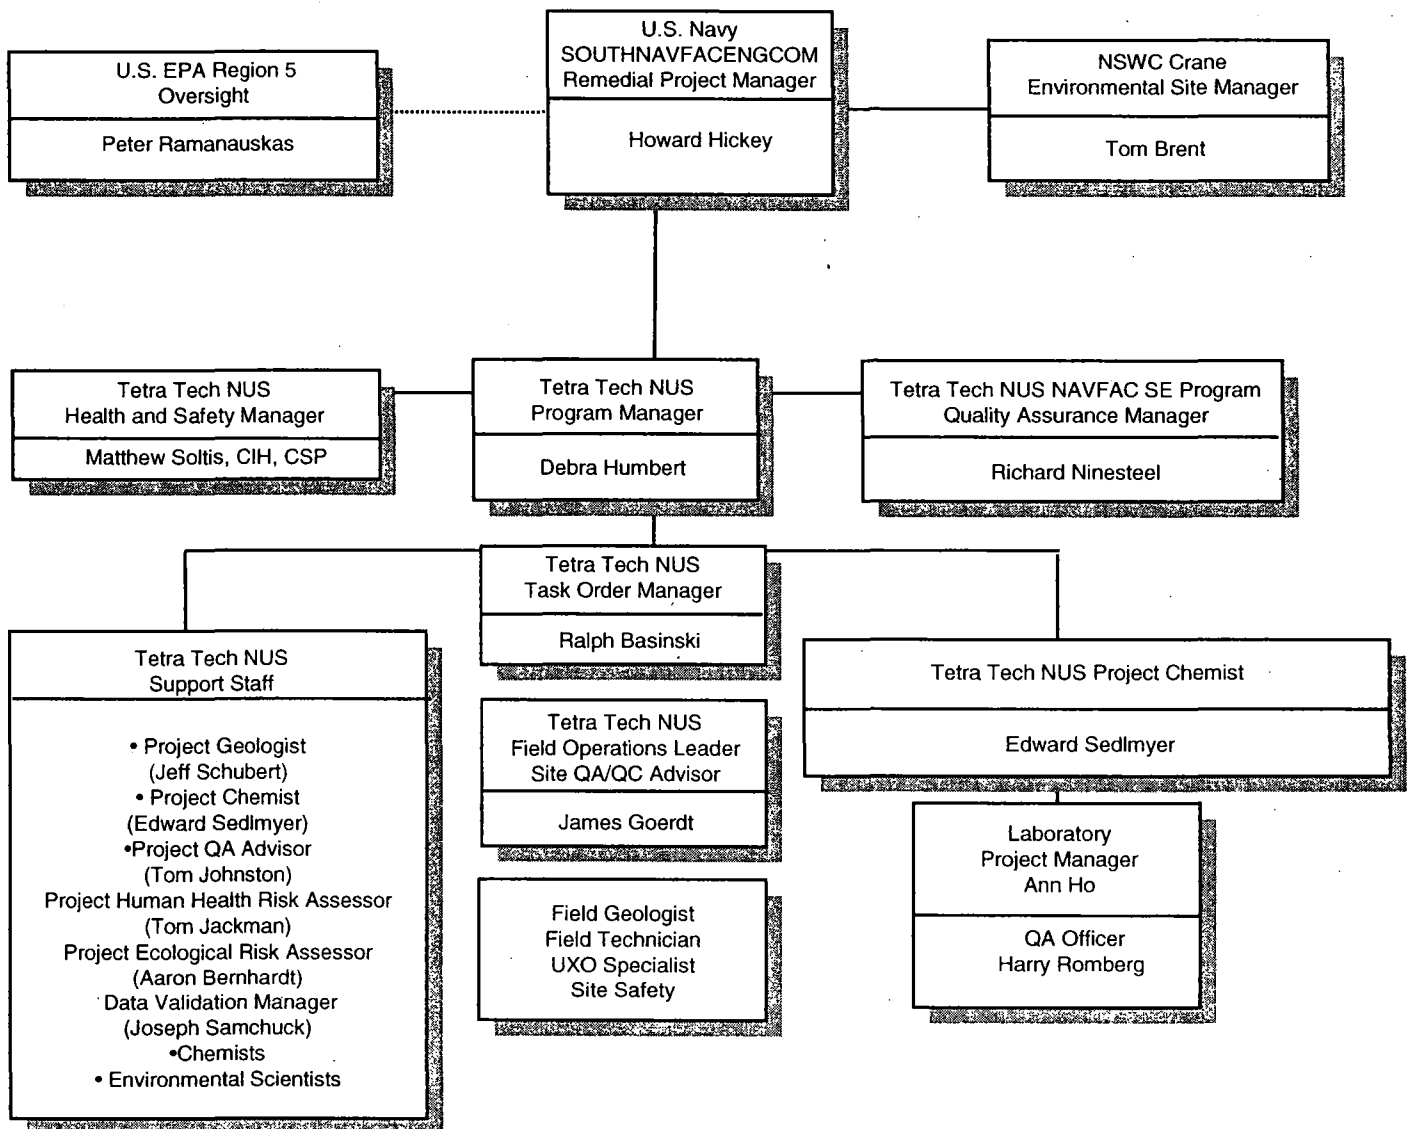 U.S. Navy
SOUTHNAVFACENGCOM
Remedial Project Manager
Howard Hickey
U.S. EPA Region 5
Oversight
Peter Ramanauskas
NSWC Crane
Environmental Site Manager
Tom Brent
Tetra Tech NUS
Health and Safety Manager
Matthew Soltis, CIH, CSP
Tetra Tech NUS
Program Manager
Debra Humbert
Tetra Tech NUS NAVFAC SE Program
Quality Assurance Manager
Richard Ninesteel
Tetra Tech NUS
Task Order Manager
Ralph Basinski
Tetra Tech NUS
Support Staff
• Project Geologist
(Jeff Schubert)
• Project Chemist
(Edward Sedlmyer)
•Project QA Advisor
(Tom Johnston)
Project Human Health Risk Assessor
(Tom Jackman)
Project Ecological Risk Assessor
(Aaron Bernhardt)
Data Validation Manager
(Joseph Samchuck)
•Chemists
• Environmental Scientists
Tetra Tech NUS
Field Operations Leader
Site QA/QC Advisor
James Goerdt
Field Geologist
Field Technician
UXO Specialist
Site Safety
Tetra Tech NUS Project Chemist
Edward Sedlmyer
Laboratory
Project Manager
Ann Ho
QA Officer
Harry Romberg